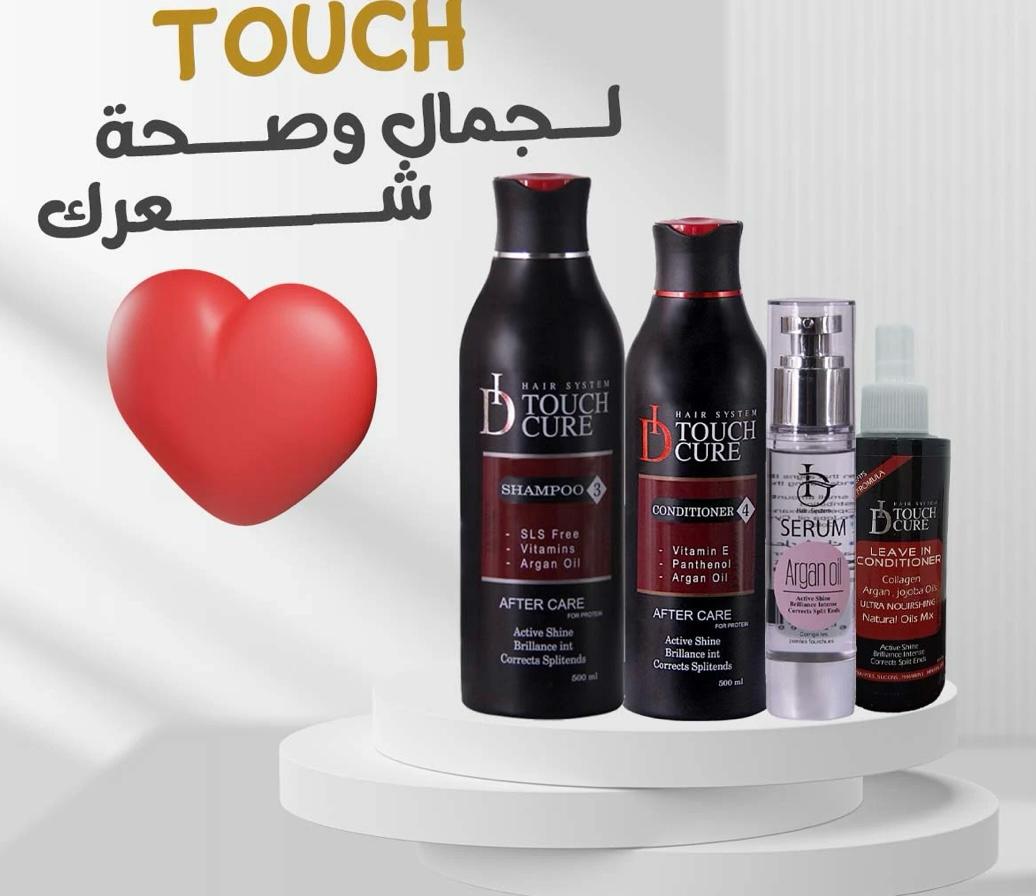 TOUCH
لجمال وصحة
شعرك
HAIR SYSTEM
TOUCH
CURE
SHAMPOO 3
- SLS Free
- Vitamins
- Argan Oil
AFTER CARE
FOR PROTEIN
Active Shine
Brillance int
Corrects Splitends
500 ml
HAIR SYSTEM
TOUCH
CURE
CONDITIONER 4
- Vitamin E
- Panthenol
- Argan Oil
AFTER CARE
FOR PROTEIN
Active Shine
Brillance int
Corrects Splitends
500 ml
Hair System
SERUM
Argan oil
Active Shine
Brillance Intense
Corrects Split Ends
pointes fourchues
HAIR SYSTEM
TOUCH
CURE
LEAVE IN
CONDITIONER
Collagen
Argan, jojoba Oils
ULTRA NOURISHING
Natural Oils Mix
Active Shine
Brillance Intense
Corrects Split Ends